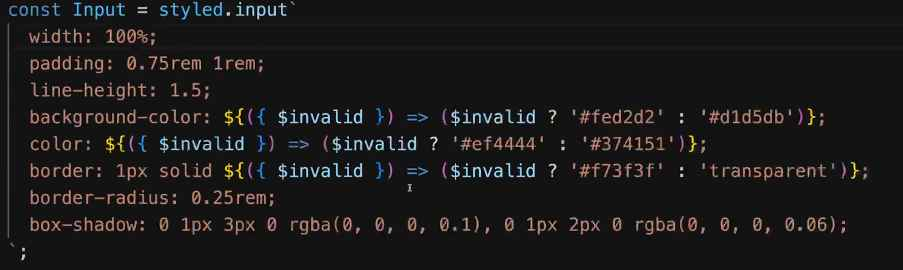 const Input = styled.input`
width: 100%;
padding: 0.75rem 1rem;
line-height: 1.5;
background-color: ${({ $invalid }) => ($invalid ? '#fed2d2' : '#d1d5db')};
color: ${({ $invalid }) => ($invalid ? '#ef4444' : '#374151')};
border: 1px solid ${({ $invalid }) => ($invalid ? '#f73f3f' : 'transparent')};
border-radius: 0.25rem;
box-shadow: 0 1px 3px 0 rgba(0, 0, 0, 0.1), 0 1px 2px 0 rgba(0, 0, 0, 0.06);
`;